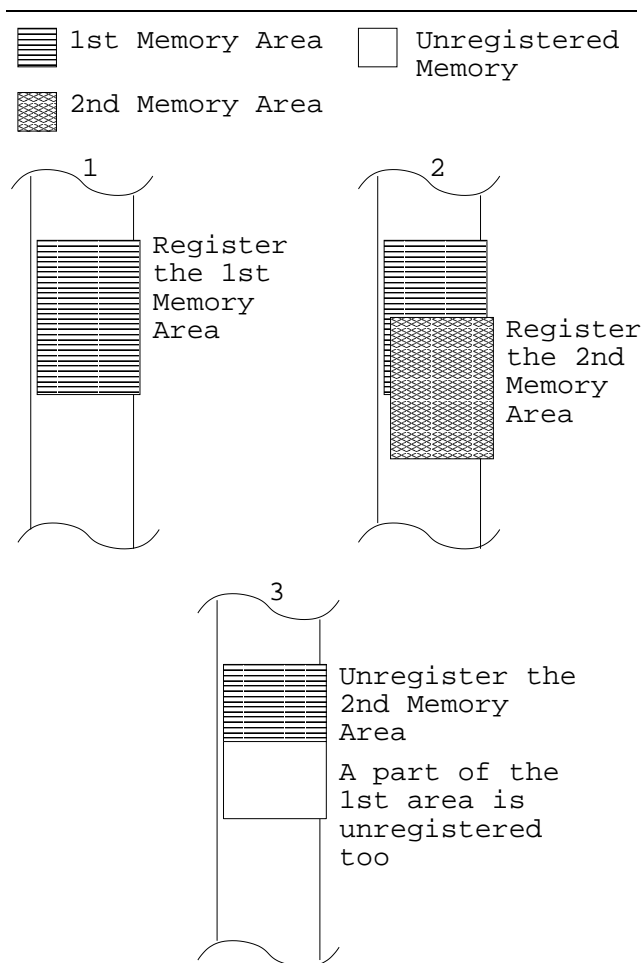 1st Memory Area
Unregistered
Memory
2nd Memory Area
1
Register
the 1st
Memory
Area
2
Register
the 2nd
Memory
Area
3
Unregister the
2nd Memory
Area
A part of the
1st area is
unregistered
too